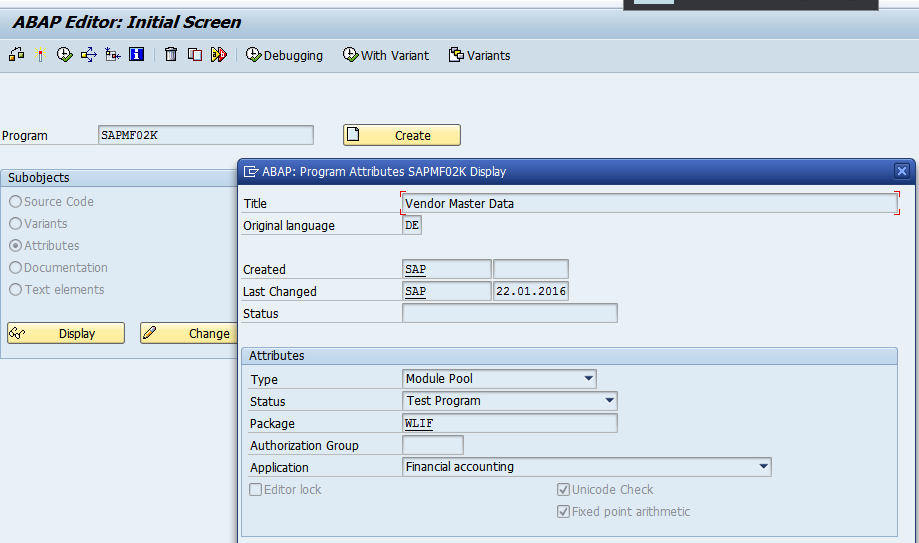 ABAP Editor: Initial Screen
Debugging With Variant Variants
Program SAPMF02K Create
Subobjects
Source Code
Variants
Attributes
Documentation
Text elements
Display Change
ABAP: Program Attributes SAPMF02K Display
Title Vendor Master Data
Original language DE
Created SAP
Last Changed SAP 22.01.2016
Status
Attributes
Type Module Pool
Status Test Program
Package WLIF
Authorization Group
Application Financial accounting
Editor lock Unicode Check
Fixed point arithmetic